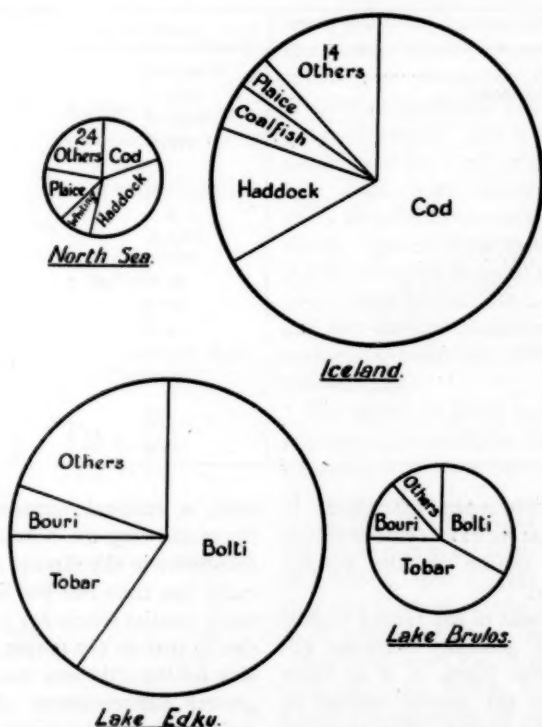 24
Others
Cod
Plaice
Whiting
Haddock
North Sea.
14
Others
Plaice
Coalfish
Haddock
Cod
Iceland.
Others
Bouri
Bolti
Tobar
Lake Edku.
Others
Bouri
Bolti
Tobar
Lake Brulos.